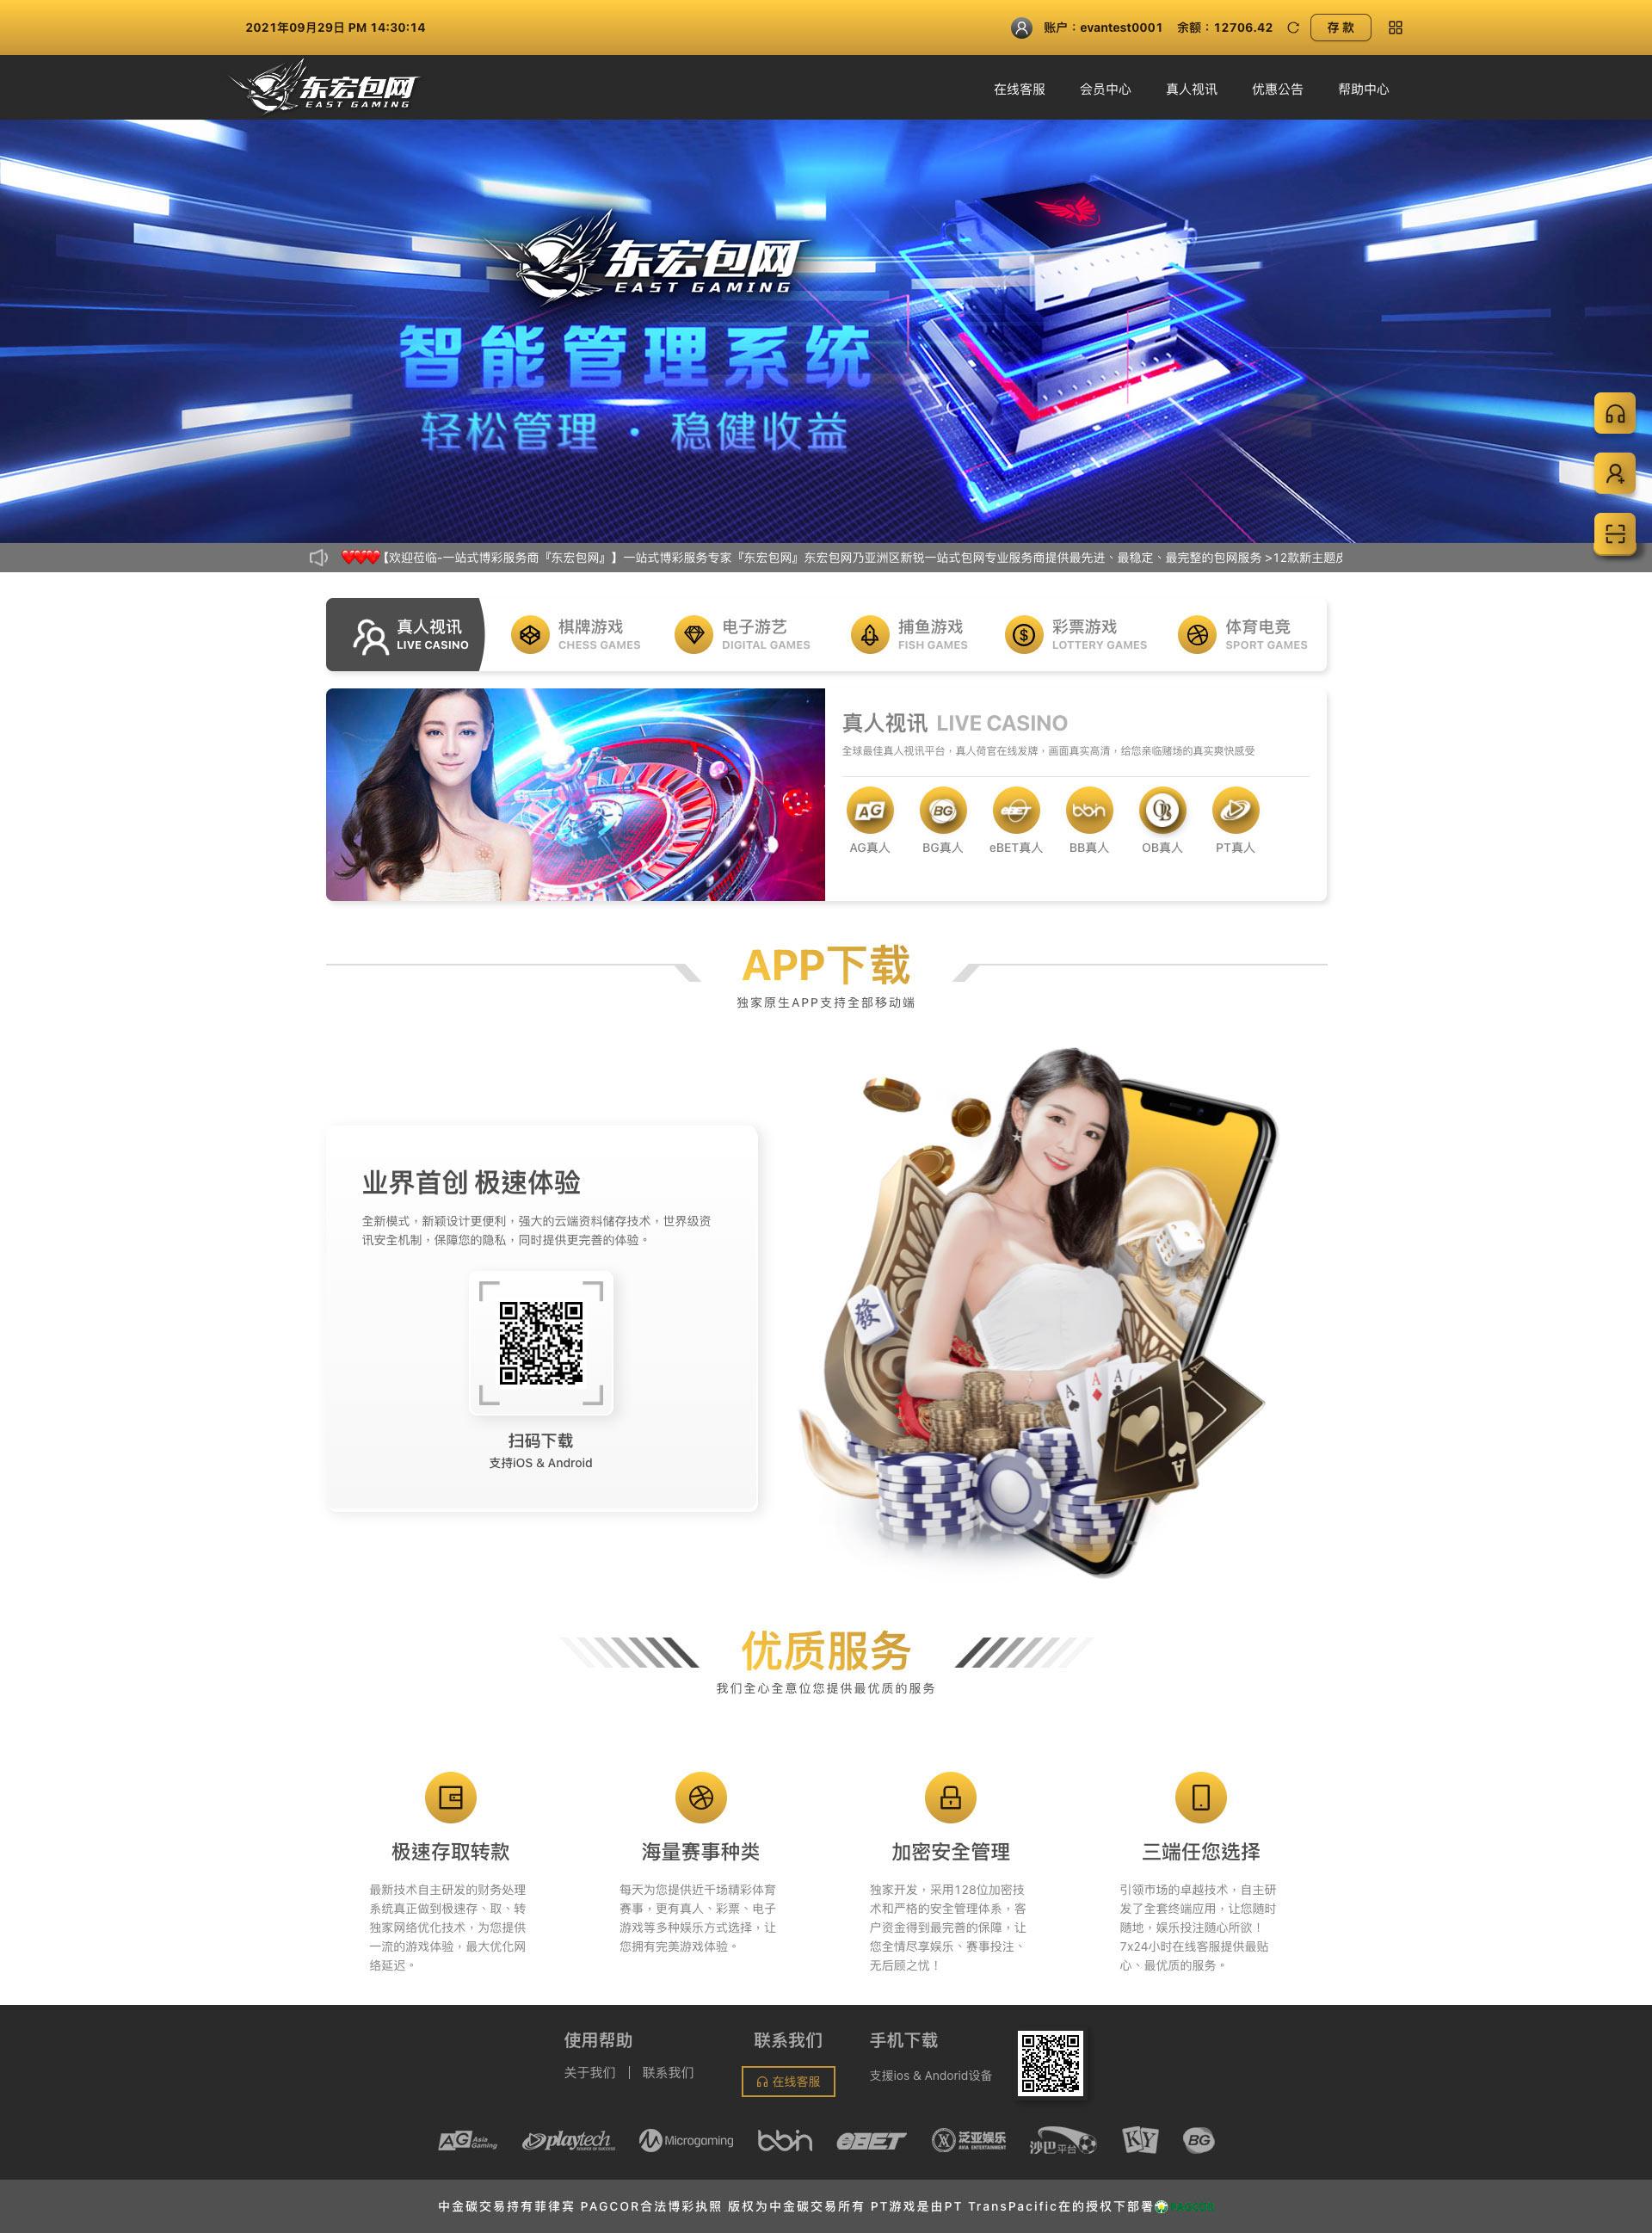 2021年09月29日 PM 14:30:14
账户：evantest0001 余额：12706.42 存 款
东宏包网
EAST GAMING
在线客服 会员中心 真人视讯 优惠公告 帮助中心
东宏包网
EAST GAMING
智能管理系统
轻松管理 · 稳健收益
【欢迎莅临-一站式博彩服务商『东宏包网』】一站式博彩服务专家『东宏包网』东宏包网乃亚洲区新锐一站式包网专业服务商提供最先进、最稳定、最完整的包网服务 >12款新主题
真人视讯
LIVE CASINO
棋牌游戏
CHESS GAMES
电子游艺
DIGITAL GAMES
捕鱼游戏
FISH GAMES
彩票游戏
LOTTERY GAMES
体育电竞
SPORT GAMES
真人视讯 LIVE CASINO
全球最佳真人视讯平台，真人荷官在线发牌，画面真实高清，给您亲临赌场的真实爽快感受
AG BG eBET bbin OB
AG真人 BG真人 eBET真人 BB真人 OB真人 PT真人
APP下载
独家原生APP支持全部移动端
业界首创 极速体验
全新模式，新颖设计更便利，强大的云端资料储存技术，世界级资
讯安全机制，保障您的隐私，同时提供更完善的体验。
發
A A A A
A
扫码下载
支持iOS & Android
优质服务
我们全心全意位您提供最优质的服务
极速存取转款
最新技术自主研发的财务处理
系统真正做到极速存、取、转
独家网络优化技术，为您提供
一流的游戏体验，最大优化网
络延迟。
海量赛事种类
每天为您提供近千场精彩体育
赛事，更有真人、彩票、电子
游戏等多种娱乐方式选择，让
您拥有完美游戏体验。
加密安全管理
独家开发，采用128位加密技
术和严格的安全管理体系，客
户资金得到最完善的保障，让
您全情尽享娱乐、赛事投注、
无后顾之忧！
三端任您选择
引领市场的卓越技术，自主研
发了全套终端应用，让您随时
随地，娱乐投注随心所欲！
7x24小时在线客服提供最贴
心、最优质的服务。
使用帮助
关于我们 | 联系我们
联系我们
在线客服
手机下载
支援ios & Andorid设备
AG Asia Gaming playtech Microgaming bbin eBET 泛亚娱乐 ASIA ENTERTAINMENT 沙巴平台 KY BG
中金碳交易持有菲律宾 PAGCOR合法博彩执照 版权为中金碳交易所有 PT游戏是由PT TransPacific在的授权下部署